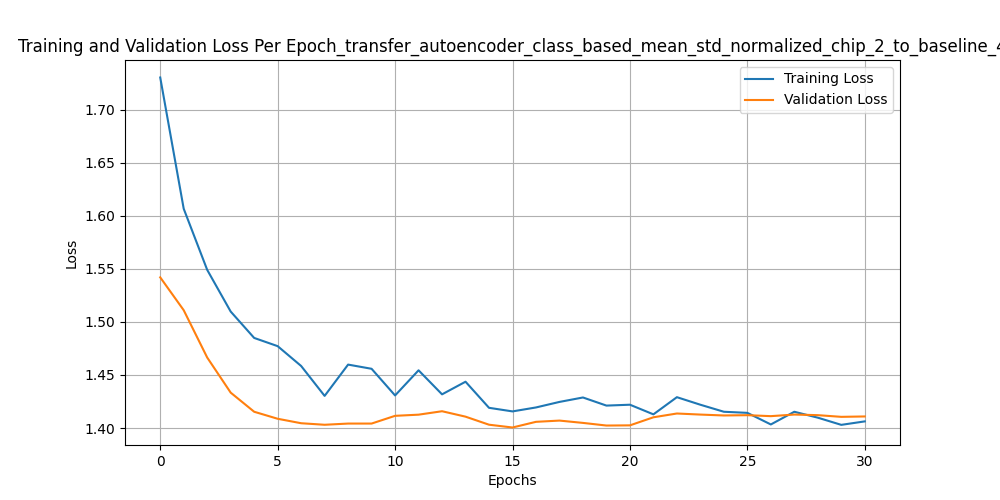 Training and Validation Loss Per Epoch_transfer_autoencoder_class_based_mean_std_normalized_chip_2_to_baseline_4
Training Loss
Validation Loss
1.70
1.65
1.60
1.55
1.50
1.45
1.40
Loss
0 5 10 15 20 25 30
Epochs